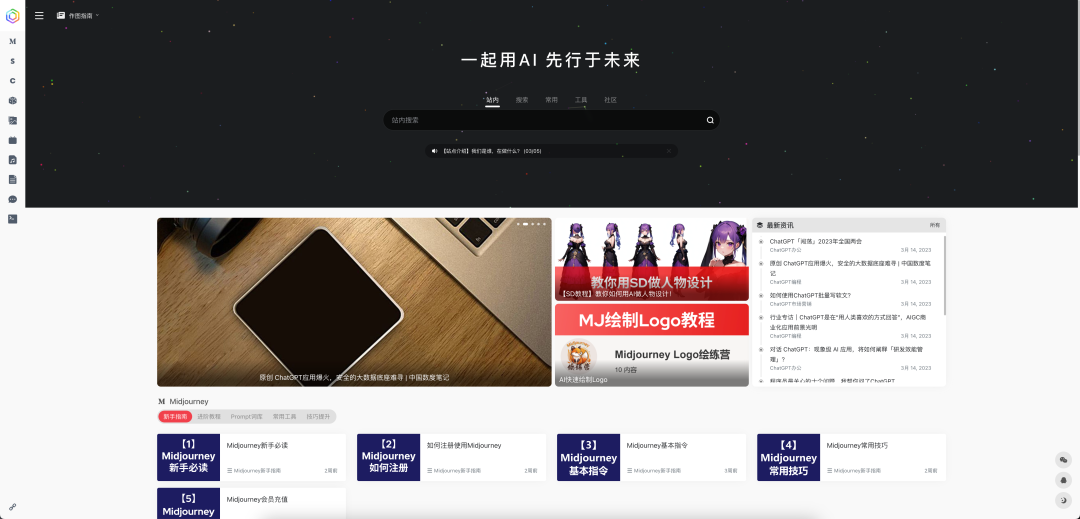 作图指南
M
S
C
一起用AI 先行于未来
站内 搜索 常用 工具 社区
站内搜索
【站点介绍】我们是谁，在做什么？ (03/05)
原创 ChatGPT应用爆火，安全的大数据底座难寻 | 中国数度笔记
教你用SD做人物设计
【SD教程】教你如何用AI做人物设计！
MJ绘制Logo教程
Midjourney Logo绘练营
10 内容
AI快速绘制Logo
最新资讯 所有
ChatGPT「闹荡」2023年全国两会
ChatGPT办公 3月 14, 2023
原创 ChatGPT应用爆火，安全的大数据底座难寻 | 中国数度笔
记
ChatGPT编程 3月 14, 2023
如何使用ChatGPT批量写软文?
ChatGPT市场营销 3月 14, 2023
行业专访｜ChatGPT是在"用人类喜欢的方式回答"，AIGC商
业化应用前景光明
ChatGPT编程 3月 14, 2023
对话 ChatGPT：现象级 AI 应用，将如何阐释「研发效能管
理」?
ChatGPT办公 3月 14, 2023
M Midjourney
新手指南 进阶教程 Prompt词库 常用工具 技巧提升
【1】
Midjourney
新手必读
Midjourney新手必读
Midjourney新手指南 2周前
【2】
Midjourney
如何注册
如何注册使用Midjourney
Midjourney新手指南 2周前
【3】
Midjourney
基本指令
Midjourney基本指令
Midjourney新手指南 3周前
【4】
Midjourney
常用技巧
Midjourney常用技巧
Midjourney新手指南 2周前
【5】
Midjourney
Midjourney会员充值